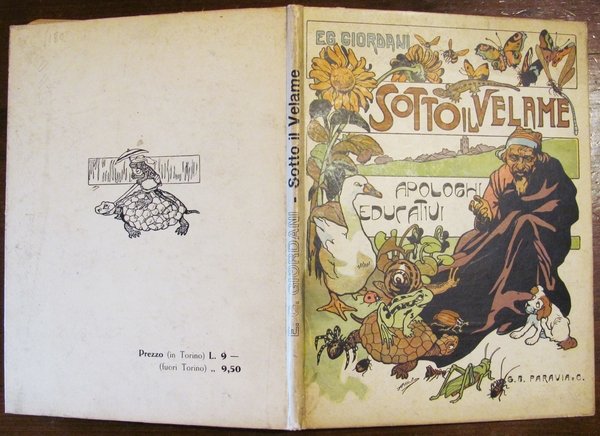 Prezzo (in Torino) L. 9 —
(fuori Torino) .. 9,50
E. G. GIORDANI - Sotto il Velame
E.G. GIORDANI
SOTTO IL VELAME
APOLOGHI
EDUCATIVI
G. B. PARAVIA e C.